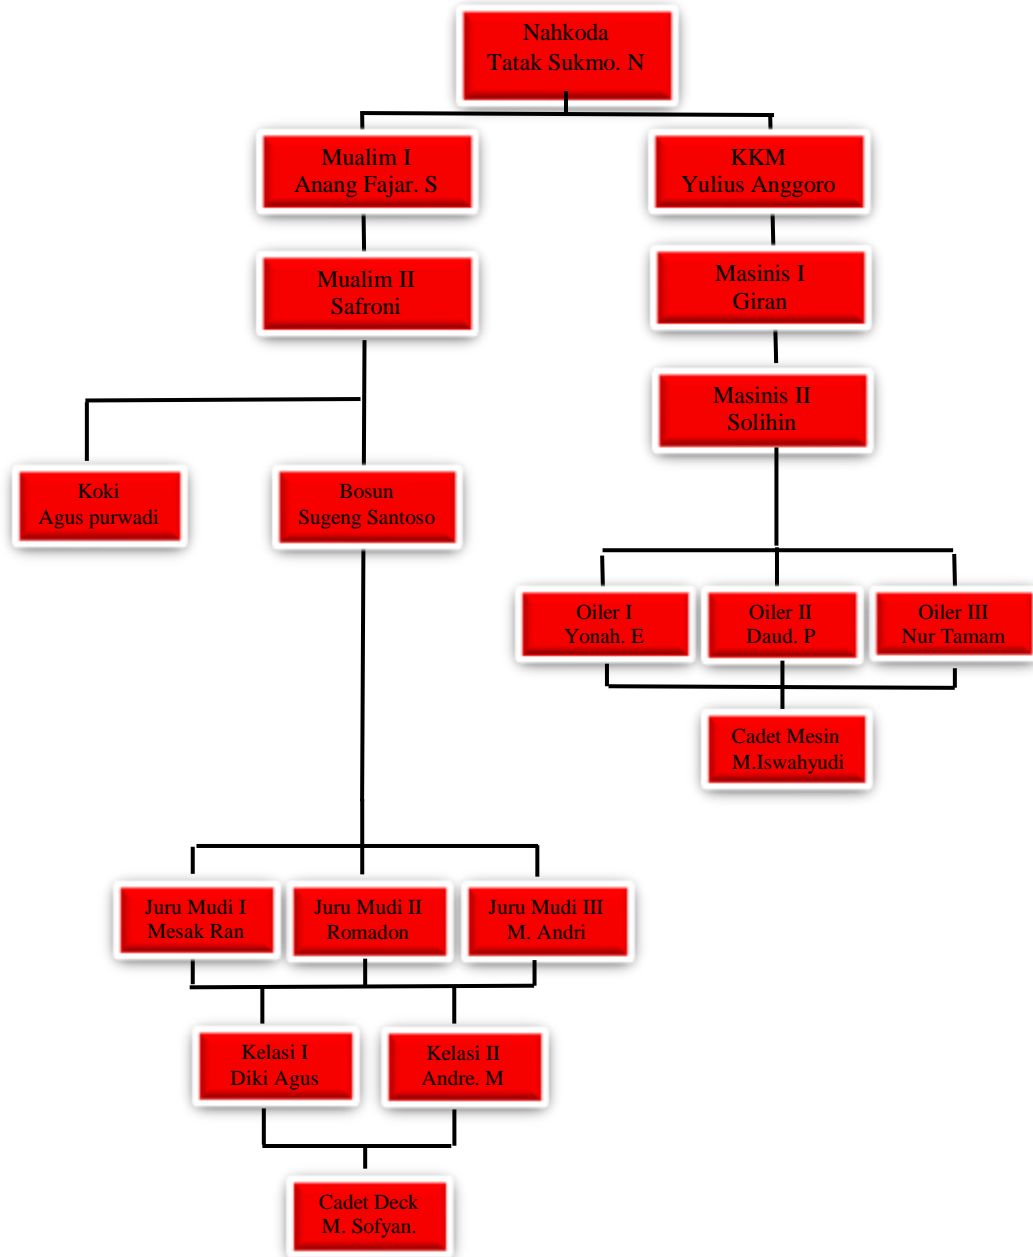 Nahkoda
Tatak Sukmo. N
Mualim I
Anang Fajar. S
KKM
Yulius Anggoro
Mualim II
Safroni
Masinis I
Giran
Masinis II
Solihin
Koki
Agus purwadi
Bosun
Sugeng Santoso
Oiler I
Yonah. E
Oiler II
Daud. P
Oiler III
Nur Tamam
Cadet Mesin
M.Iswahyudi
Juru Mudi I
Mesak Ran
Juru Mudi II
Romadon
Juru Mudi III
M. Andri
Kelasi I
Diki Agus
Kelasi II
Andre. M
Cadet Deck
M. Sofyan.